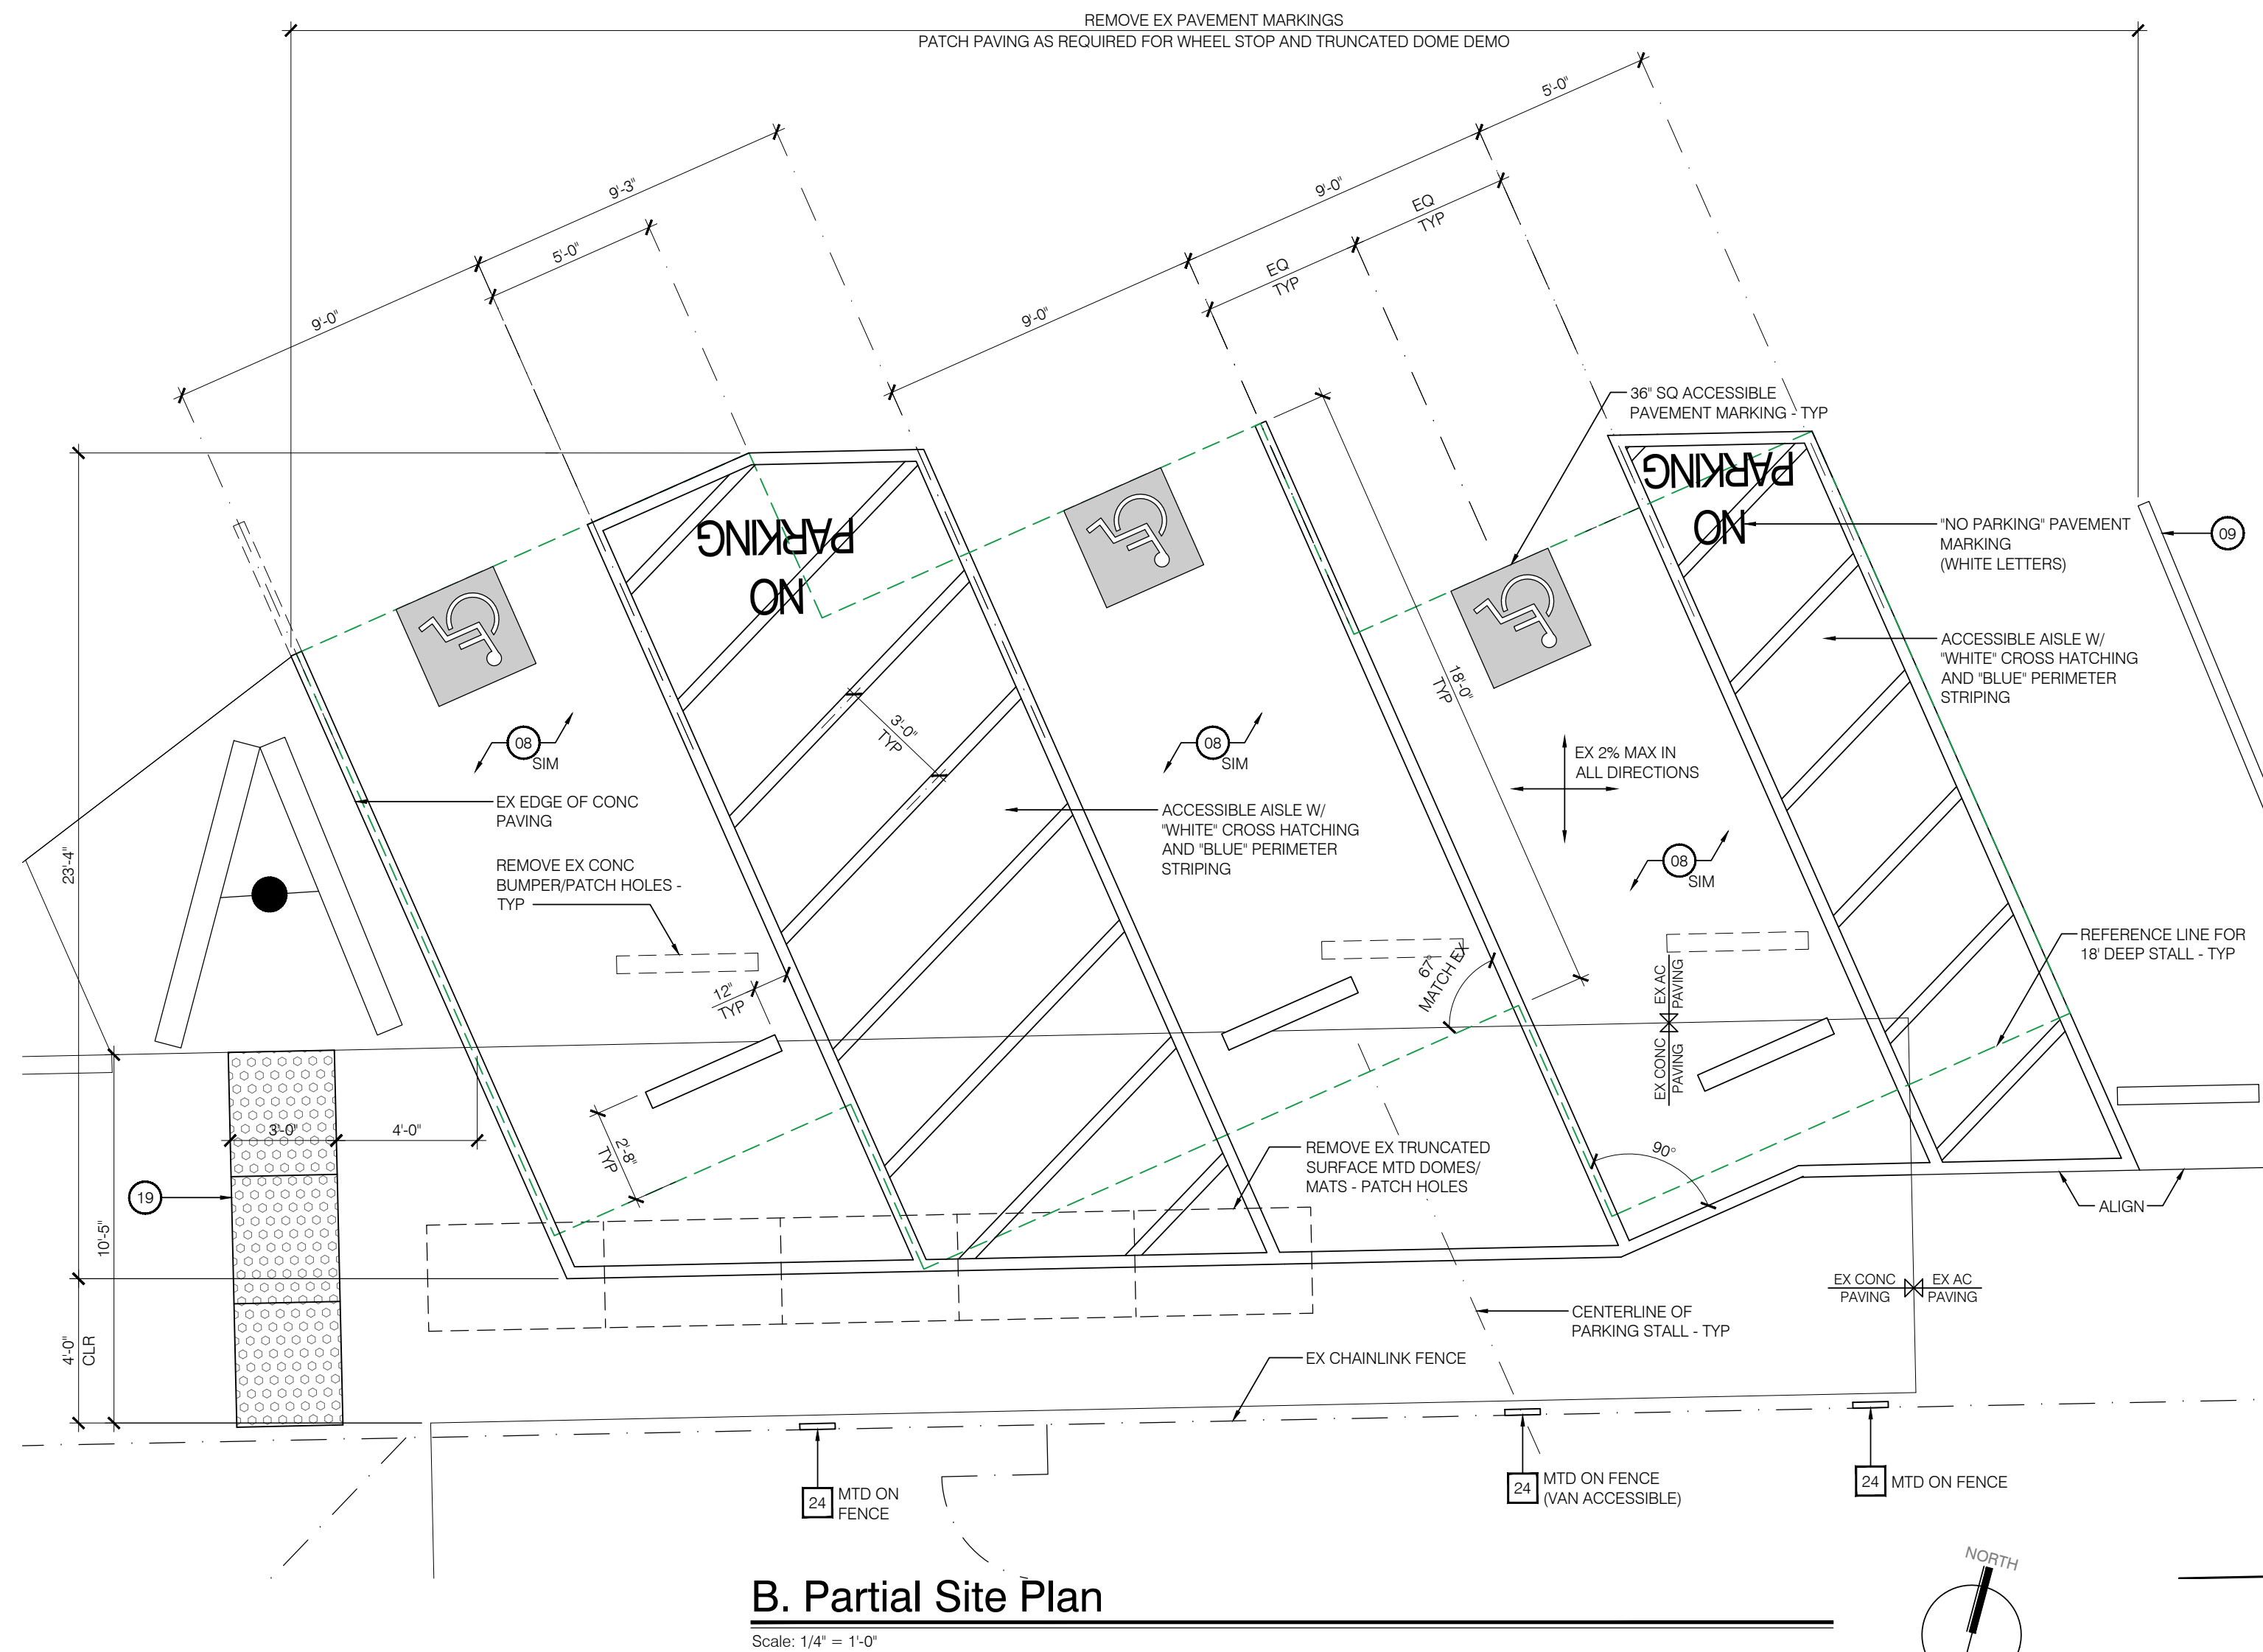 REMOVE EX PAVEMENT MARKINGS
PATCH PAVING AS REQUIRED FOR WHEEL STOP AND TRUNCATED DOME DEMO
5'-0"
9'-3"
9'-0"
EQ
TYP
5'-0"
EQ
TYP
9'-0"
9'-0"
36" SQ ACCESSIBLE
PAVEMENT MARKING - TYP
NO
PARKING
NO
PARKING
"NO PARKING" PAVEMENT
MARKING
(WHITE LETTERS)
09
ACCESSIBLE AISLE W/
"WHITE" CROSS HATCHING
AND "BLUE" PERIMETER
STRIPING
18'-0"
TYP
3'-0"
TYP
08
SIM
08
SIM
EX 2% MAX IN
ALL DIRECTIONS
EX EDGE OF CONC
PAVING
ACCESSIBLE AISLE W/
"WHITE" CROSS HATCHING
AND "BLUE" PERIMETER
STRIPING
08
SIM
23'-4"
REMOVE EX CONC
BUMPER/PATCH HOLES -
TYP
REFERENCE LINE FOR
18' DEEP STALL - TYP
67°
MATCH EX
12"
TYP
EX AC
PAVING
EX CONC
PAVING
3'-0"
4'-0"
2'-8"
TYP
REMOVE EX TRUNCATED
SURFACE MTD DOMES/
MATS - PATCH HOLES
90°
19
ALIGN
10'-5"
EX CONC
PAVING
EX AC
PAVING
CENTERLINE OF
PARKING STALL - TYP
4'-0"
CLR
EX CHAINLINK FENCE
24
MTD ON
FENCE
24
MTD ON FENCE
(VAN ACCESSIBLE)
24
MTD ON FENCE
NORTH
B. Partial Site Plan
Scale: 1/4" = 1'-0"